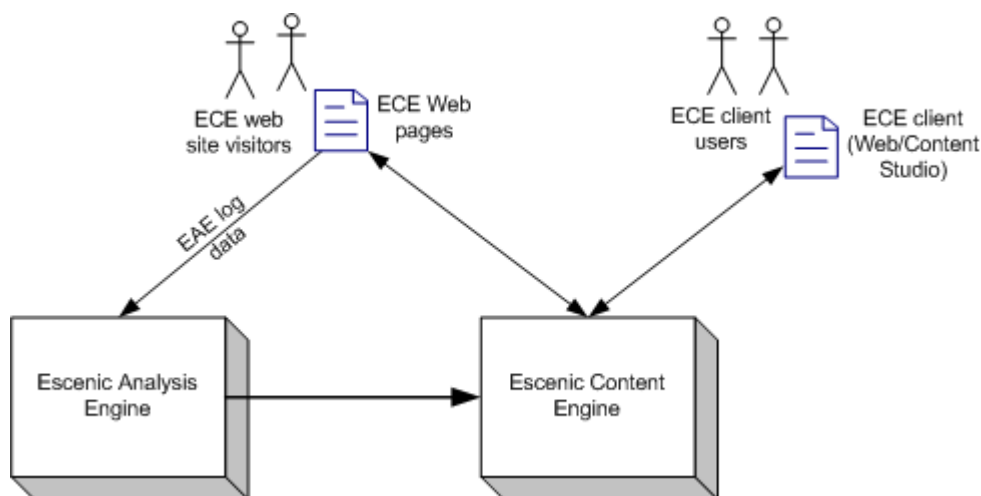 ECE web
site visitors
ECE Web
pages
ECE client
users
ECE client
(Web/Content
Studio)
EAE log
data
Escenic Analysis
Engine
Escenic Content
Engine